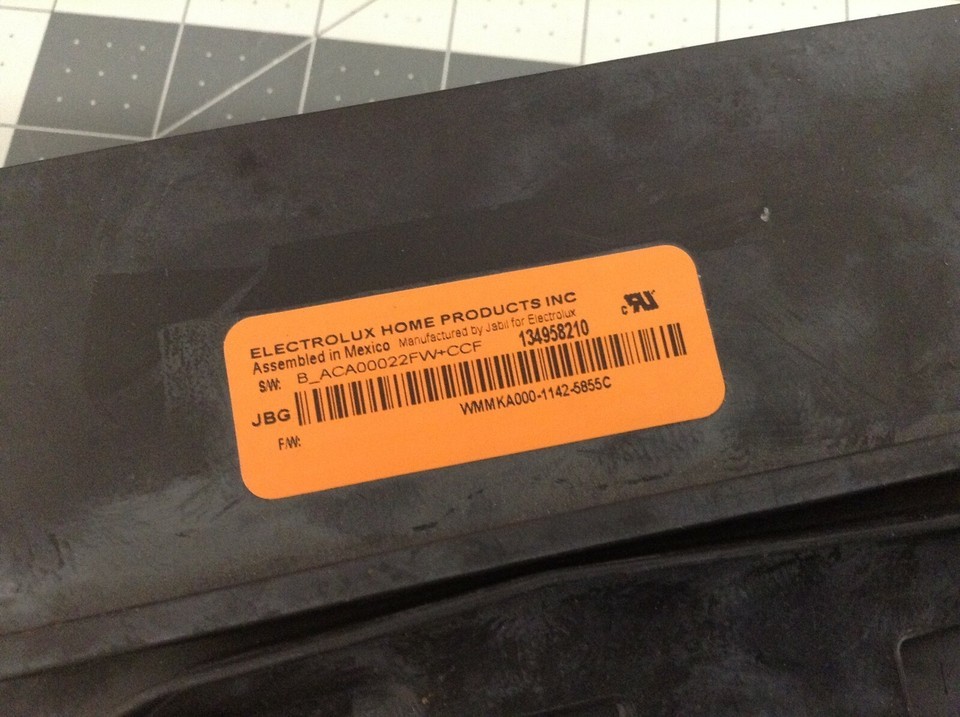 ELECTROLUX HOME PRODUCTS INC
Assembled in Mexico Manufactured by Jabil for Electrolux
S/W: B_ACA00022FW+CCF 134958210
JBG
WMMKA000-1142-5855C
F/W:
c RU